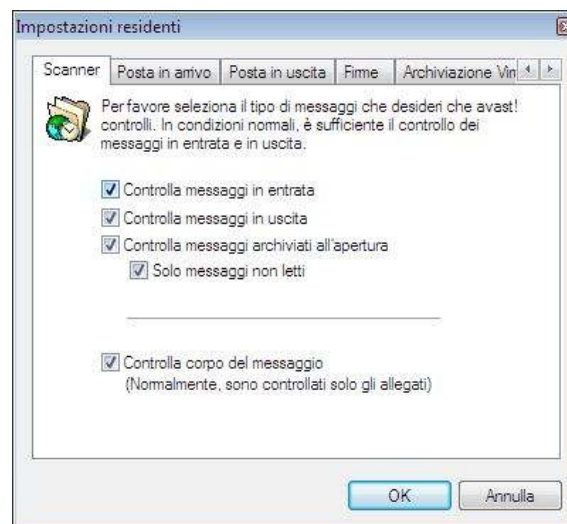 Impostazioni residenti
Scanner
Posta in arrivo
Posta in uscita
Firme
Archiviazione Vir
Per favore seleziona il tipo di messaggi che desideri che avast!
controlli. In condizioni normali, è sufficiente il controllo dei
messaggi in entrata e in uscita.
Controlla messaggi in entrata
Controlla messaggi in uscita
Controlla messaggi archiviati all'apertura
Solo messaggi non letti
Controlla corpo del messaggio
(Normalmente, sono controllati solo gli allegati)
OK
Annulla